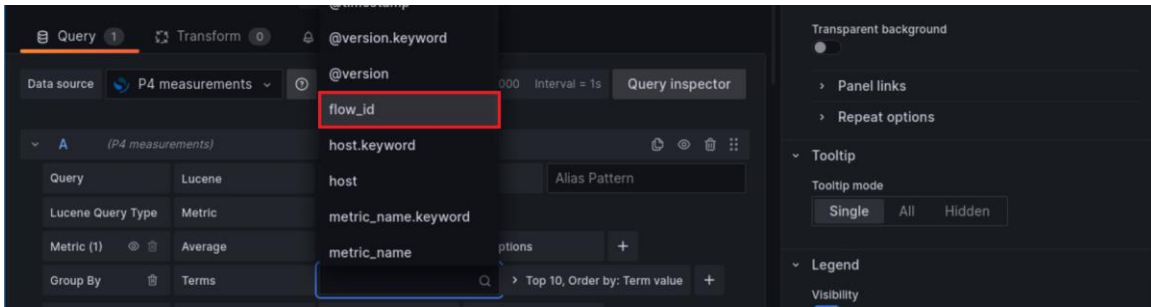 @timestamp
Query 1 Transform 0 @version.keyword
@version
Data source P4 measurements 000 Interval = 1s Query inspector
flow_id
A (P4 measurements) host.keyword
Query Lucene host Alias Pattern
Lucene Query Type Metric metric_name.keyword
Metric (1) Average metric_name ptions +
Group By Terms > Top 10, Order by: Term value +
Transparent background
> Panel links
> Repeat options
Tooltip
Tooltip mode
Single All Hidden
Legend
Visibility